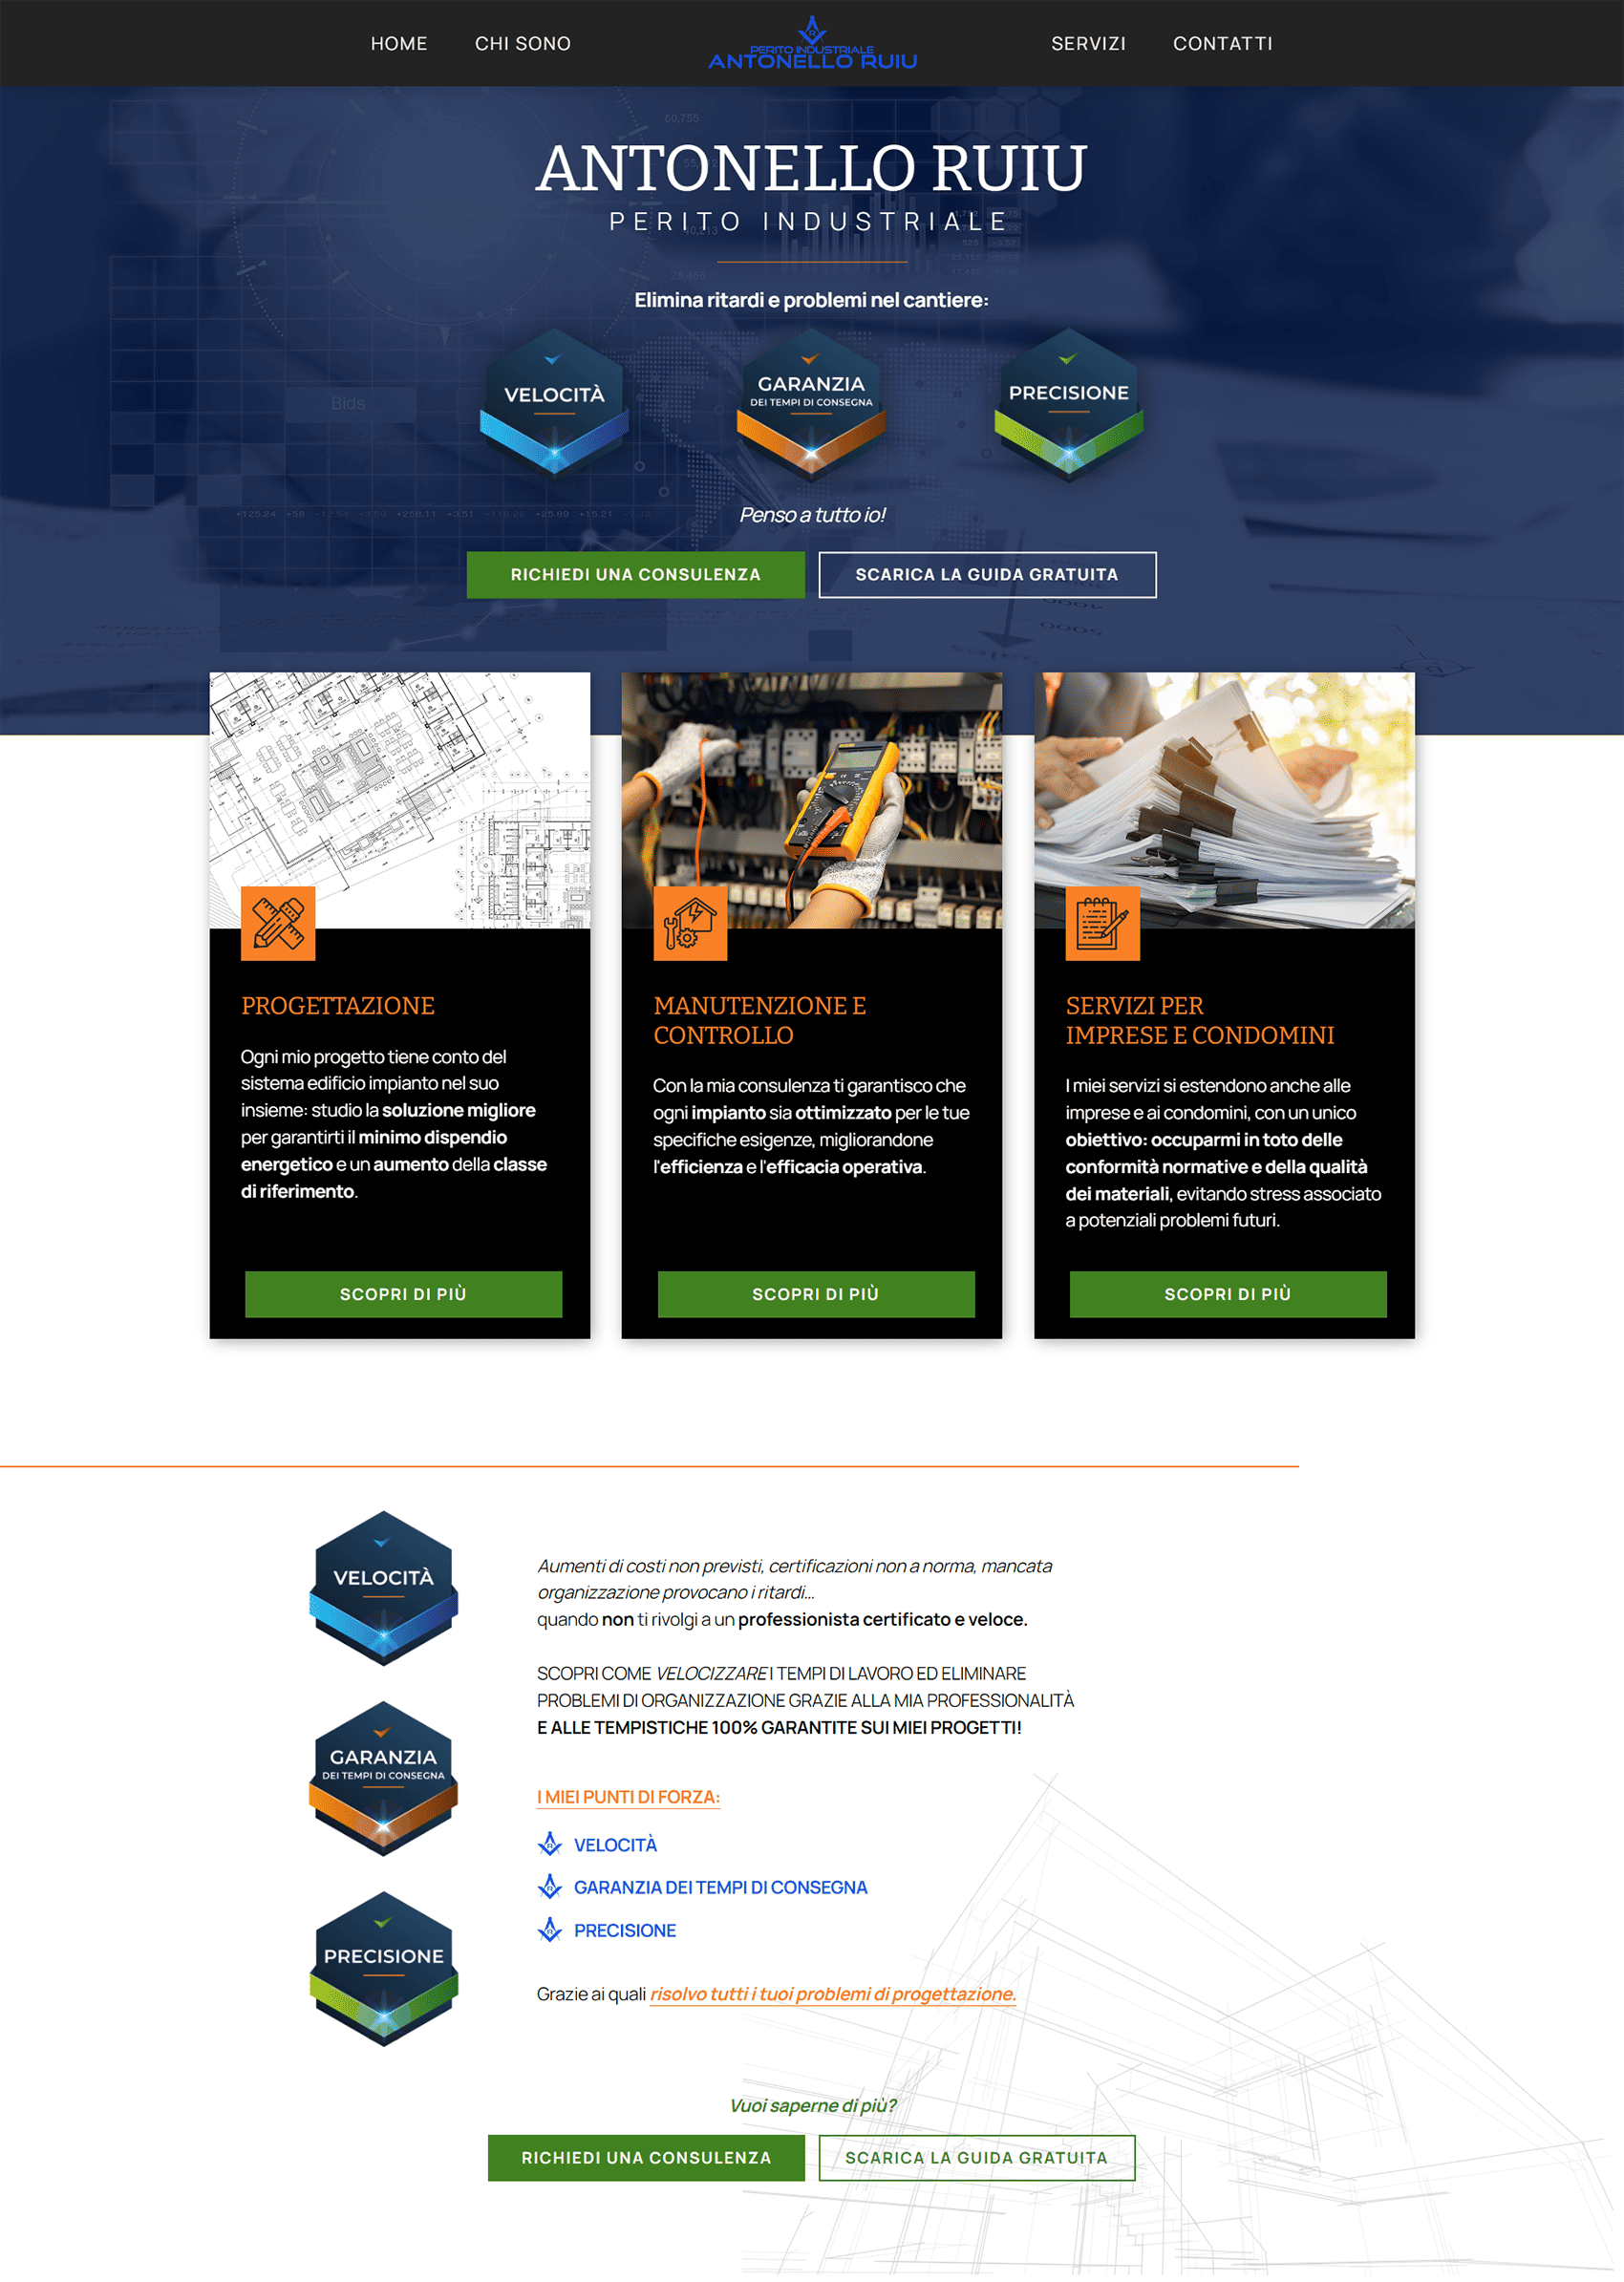 HOME CHI SONO PERITO INDUSTRIALE SERVIZI CONTATTI
ANTONELLO RUIU
ANTONELLO RUIU
PERITO INDUSTRIALE
Elimina ritardi e problemi nel cantiere:
VELOCITÀ
GARANZIA
DEI TEMPI DI CONSEGNA
PRECISIONE
Bids
Penso a tutto io!
RICHIEDI UNA CONSULENZA SCARICA LA GUIDA GRATUITA
PROGETTAZIONE
Ogni mio progetto tiene conto del
sistema edificio impianto nel suo
insieme: studio la soluzione migliore
per garantirti il minimo dispendio
energetico e un aumento della classe
di riferimento.
SCOPRI DI PIÙ
MANUTENZIONE E
CONTROLLO
Con la mia consulenza ti garantisco che
ogni impianto sia ottimizzato per le tue
specifiche esigenze, migliorandone
l'efficienza e l'efficacia operativa.
SCOPRI DI PIÙ
SERVIZI PER
IMPRESE E CONDOMINI
I miei servizi si estendono anche alle
imprese e ai condomini, con un unico
obiettivo: occuparmi in toto delle
conformità normative e della qualità
dei materiali, evitando stress associato
a potenziali problemi futuri.
SCOPRI DI PIÙ
VELOCITÀ
GARANZIA
DEI TEMPI DI CONSEGNA
PRECISIONE
Aumenti di costi non previsti, certificazioni non a norma, mancata
organizzazione provocano i ritardi...
quando non ti rivolgi a un professionista certificato e veloce.
SCOPRI COME VELOCIZZARE I TEMPI DI LAVORO ED ELIMINARE
PROBLEMI DI ORGANIZZAZIONE GRAZIE ALLA MIA PROFESSIONALITÀ
E ALLE TEMPISTICHE 100% GARANTITE SUI MIEI PROGETTI!
I MIEI PUNTI DI FORZA:
VELOCITÀ
GARANZIA DEI TEMPI DI CONSEGNA
PRECISIONE
Grazie ai quali risolvo tutti i tuoi problemi di progettazione.
Vuoi saperne di più?
RICHIEDI UNA CONSULENZA SCARICA LA GUIDA GRATUITA